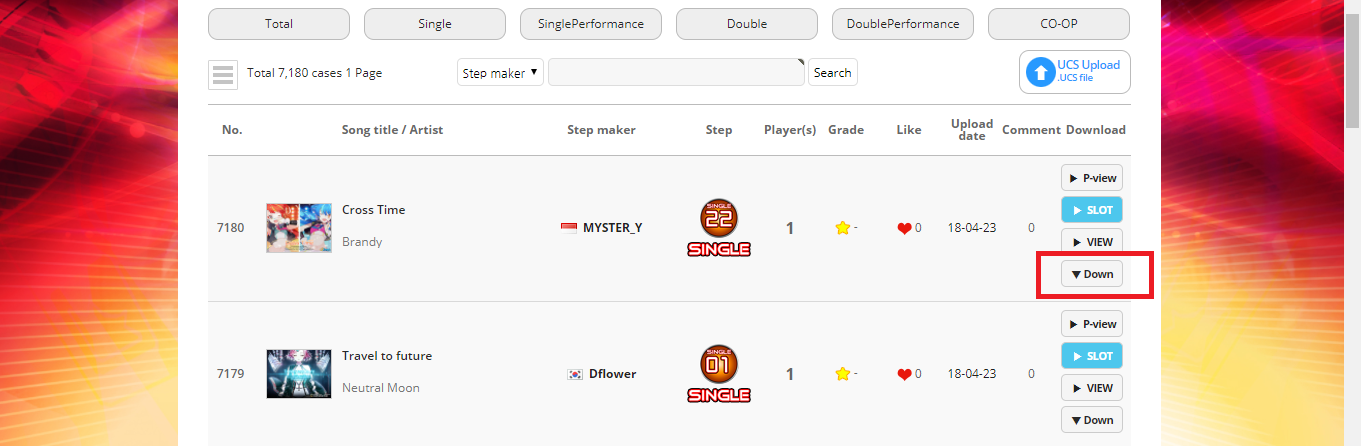 Total Single SinglePerformance Double DoublePerformance CO-OP
Total 7,180 cases 1 Page Step maker ▼ Search UCS Upload
.UCS file
No. Song title / Artist Step maker Step Player(s) Grade Like Upload date Comment Download
▶ P-view
Cross Time SINGLE
▶ SLOT
7180 MYSTER_Y 22 1 - 0 18-04-23 0
Brandy SINGLE ▶ VIEW
▼ Down
▶ P-view
Travel to future SINGLE
▶ SLOT
7179 Dflower 01 1 - 0 18-04-23 0
Neutral Moon SINGLE ▶ VIEW
▼ Down